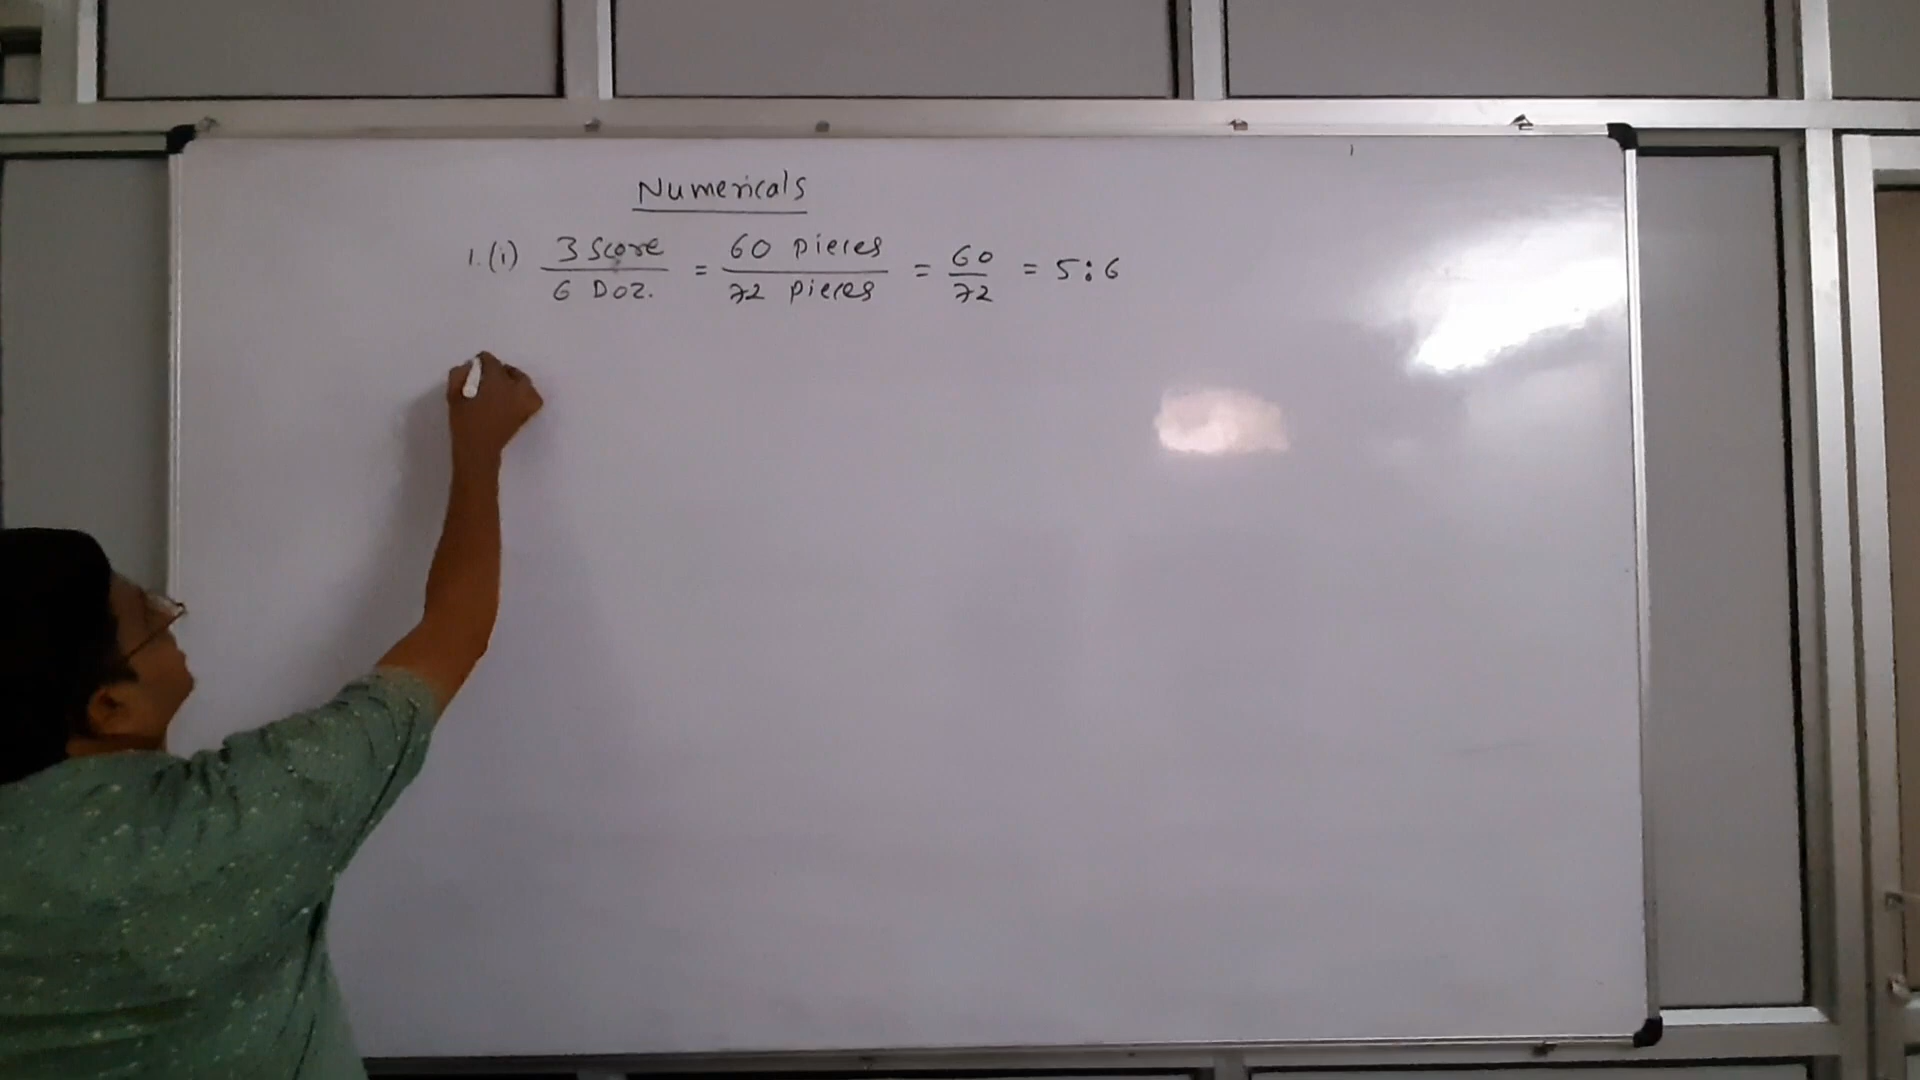 Numericals
1. (i) 3 Score / 6 Doz. = 60 pieces / 72 pieces = 60 / 72 = 5:6